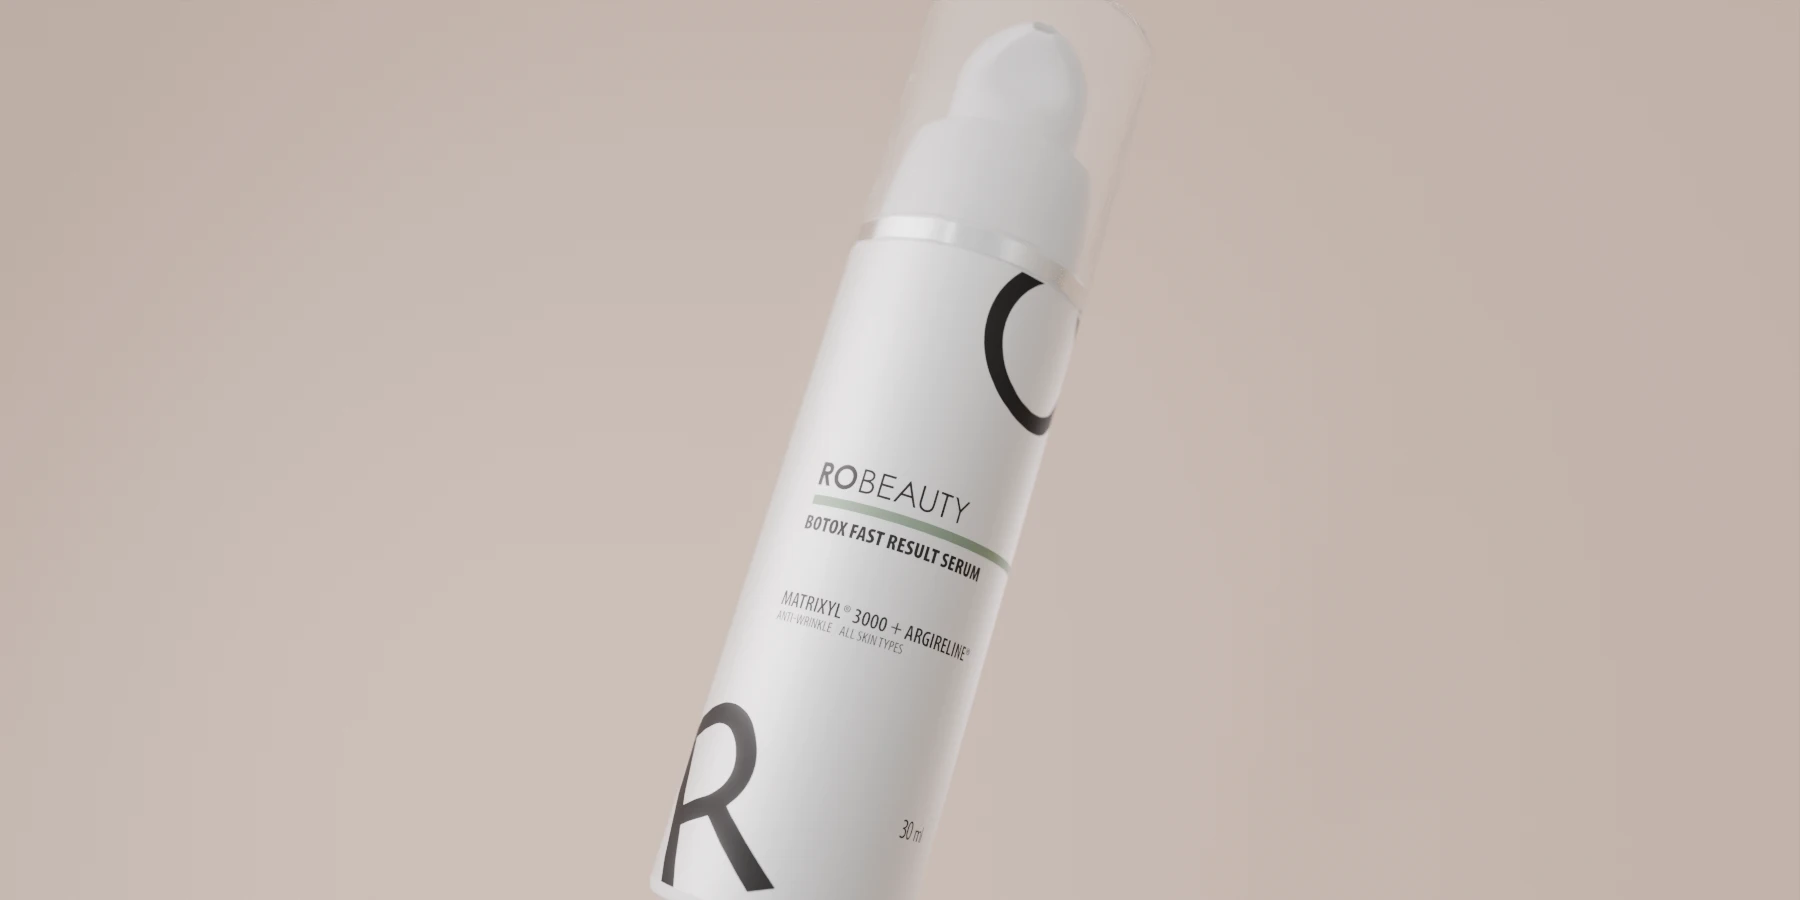 O
ROBEAUTY
BOTOX FAST RESULT SERUM
MATRIXYL® 3000 + ARGIRELINE®
ANTI-WRINKLE ALL SKIN TYPES
R
30 ml